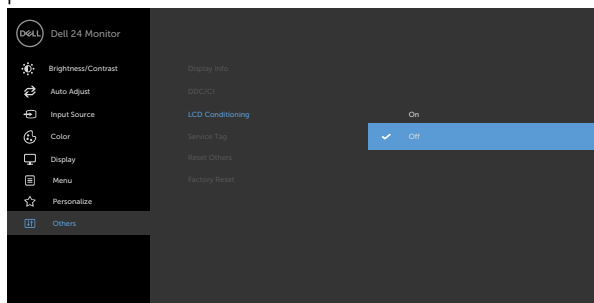 DELL Dell 24 Monitor
Brightness/Contrast
Auto Adjust
Input Source
Color
Display
Menu
Personalize
Others
Display Info
DDC/CI
LCD Conditioning
Service Tag
Reset Others
Factory Reset
On
Off